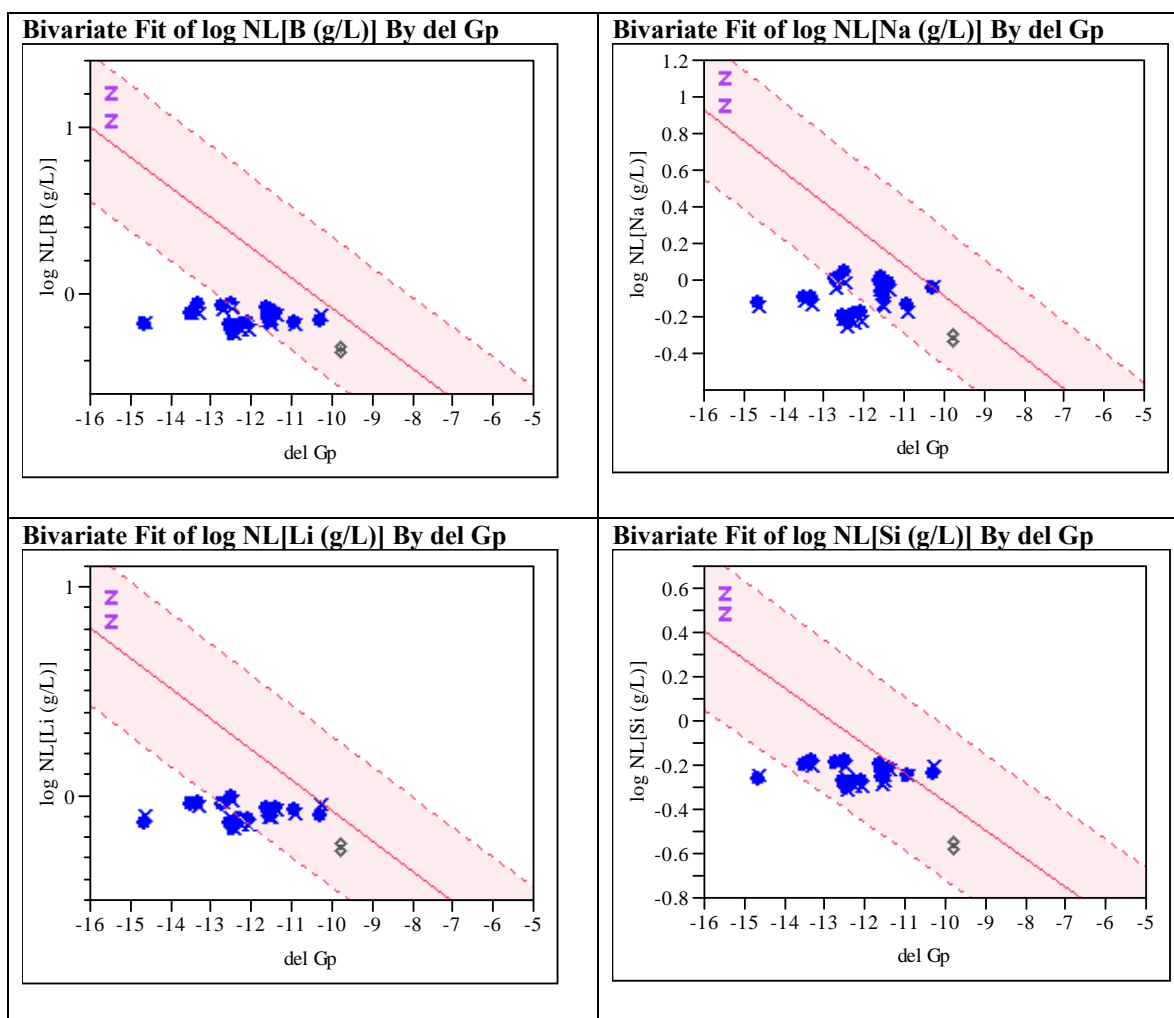 Bivariate Fit of log NL[B (g/L)] By del Gp
log NL[B (g/L)]
1
0
-16 -15 -14 -13 -12 -11 -10 -9 -8 -7 -6 -5
del Gp
Bivariate Fit of log NL[Na (g/L)] By del Gp
log NL[Na (g/L)]
1.2
1
0.8
0.6
0.4
0.2
0
-0.2
-0.4
-16 -15 -14 -13 -12 -11 -10 -9 -8 -7 -6 -5
del Gp
Bivariate Fit of log NL[Li (g/L)] By del Gp
log NL[Li (g/L)]
1
0
-16 -15 -14 -13 -12 -11 -10 -9 -8 -7 -6 -5
del Gp
Bivariate Fit of log NL[Si (g/L)] By del Gp
log NL[Si (g/L)]
0.6
0.4
0.2
0
-0.2
-0.4
-0.6
-0.8
-16 -15 -14 -13 -12 -11 -10 -9 -8 -7 -6 -5
del Gp